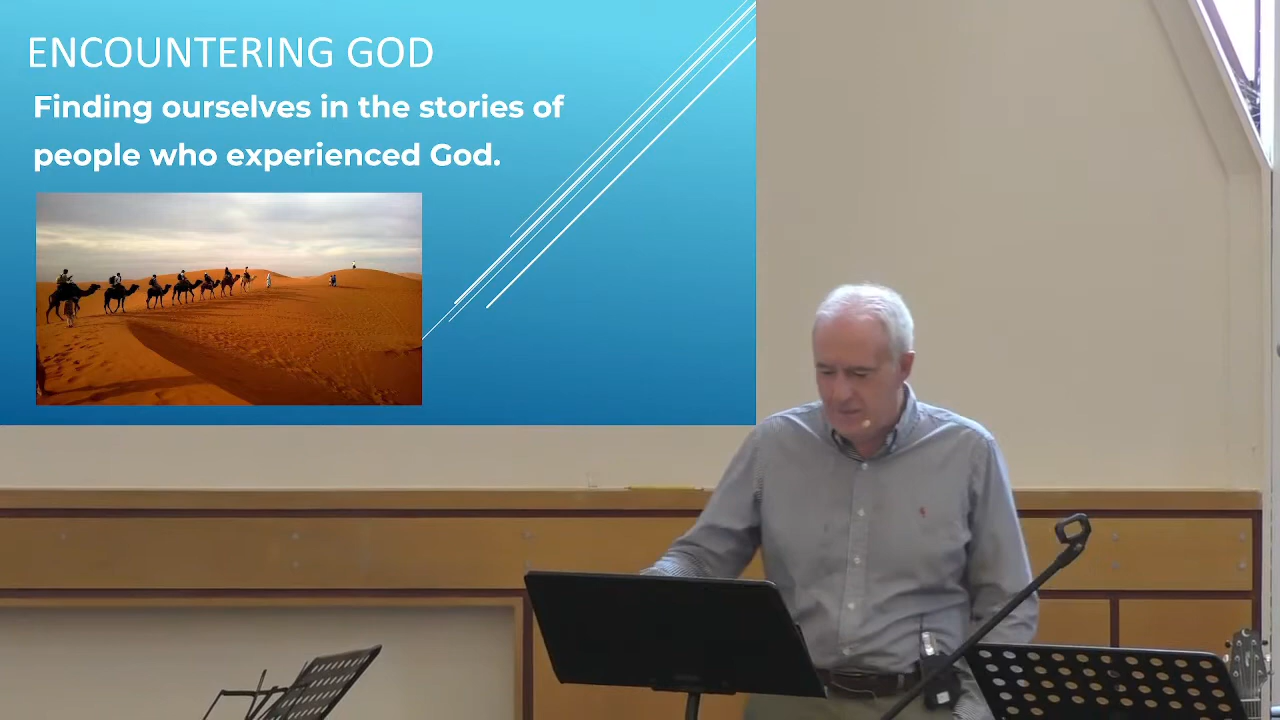 ENCOUNTERING GOD
Finding ourselves in the stories of
people who experienced God.